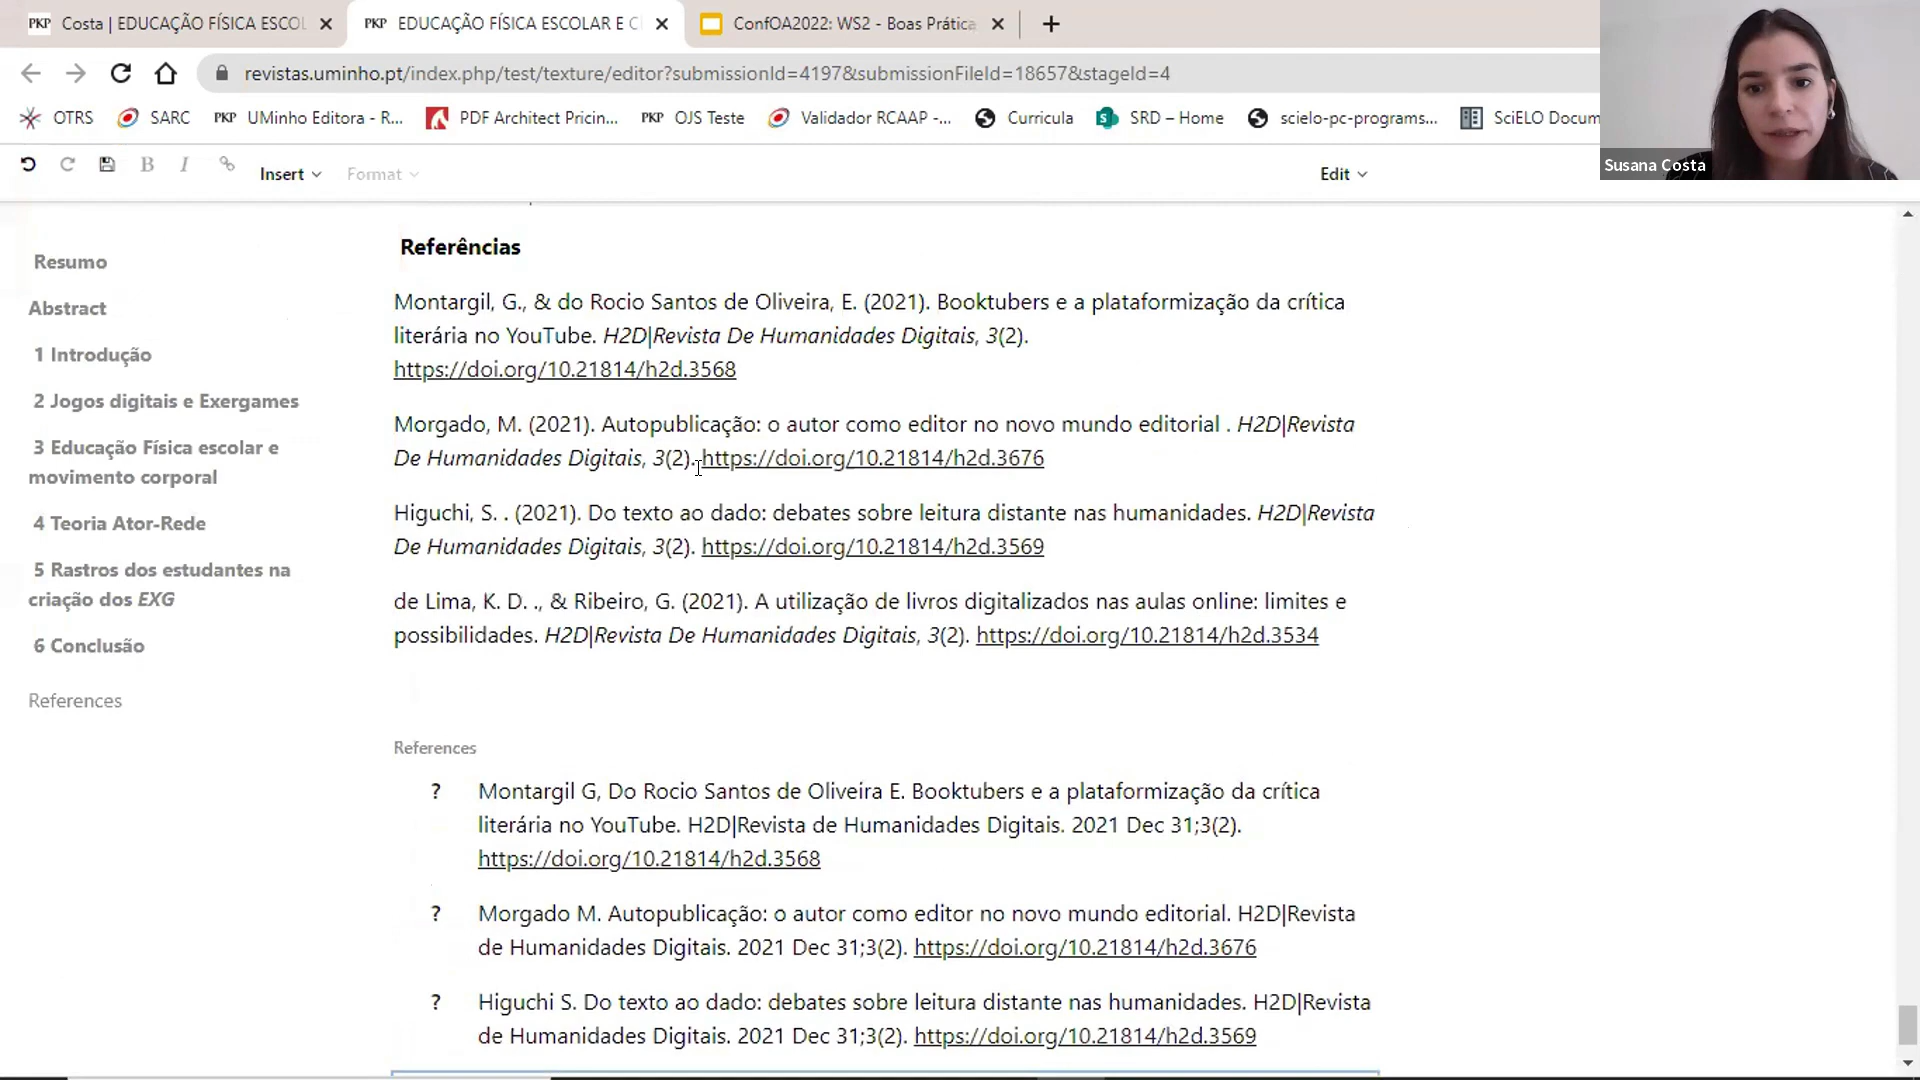 PKP Costa | EDUCAÇÃO FÍSICA ESCOL
PKP EDUCAÇÃO FÍSICA ESCOLAR E C
ConfOA2022: WS2 - Boas Prática
revistas.uminho.pt/index.php/test/texture/editor?submissionId=4197&submissionFileId=18657&stageId=4
OTRS
SARC
PKP UMinho Editora - R...
PDF Architect Pricin...
PKP OJS Teste
Validador RCAAP -...
Curricula
SRD – Home
scielo-pc-programs...
SciELO Docum
Susana Costa
B I Insert Format Edit
Resumo
Abstract
1 Introdução
2 Jogos digitais e Exergames
3 Educação Física escolar e
movimento corporal
4 Teoria Ator-Rede
5 Rastros dos estudantes na
criação dos EXG
6 Conclusão
References
Referências
Montargil, G., & do Rocio Santos de Oliveira, E. (2021). Booktubers e a plataformização da crítica
literária no YouTube. H2D|Revista De Humanidades Digitais, 3(2).
https://doi.org/10.21814/h2d.3568
Morgado, M. (2021). Autopublicação: o autor como editor no novo mundo editorial . H2D|Revista
De Humanidades Digitais, 3(2). https://doi.org/10.21814/h2d.3676
Higuchi, S. . (2021). Do texto ao dado: debates sobre leitura distante nas humanidades. H2D|Revista
De Humanidades Digitais, 3(2). https://doi.org/10.21814/h2d.3569
de Lima, K. D. ., & Ribeiro, G. (2021). A utilização de livros digitalizados nas aulas online: limites e
possibilidades. H2D|Revista De Humanidades Digitais, 3(2). https://doi.org/10.21814/h2d.3534
References
? Montargil G, Do Rocio Santos de Oliveira E. Booktubers e a plataformização da crítica
literária no YouTube. H2D|Revista de Humanidades Digitais. 2021 Dec 31;3(2).
https://doi.org/10.21814/h2d.3568
? Morgado M. Autopublicação: o autor como editor no novo mundo editorial. H2D|Revista
de Humanidades Digitais. 2021 Dec 31;3(2). https://doi.org/10.21814/h2d.3676
? Higuchi S. Do texto ao dado: debates sobre leitura distante nas humanidades. H2D|Revista
de Humanidades Digitais. 2021 Dec 31;3(2). https://doi.org/10.21814/h2d.3569